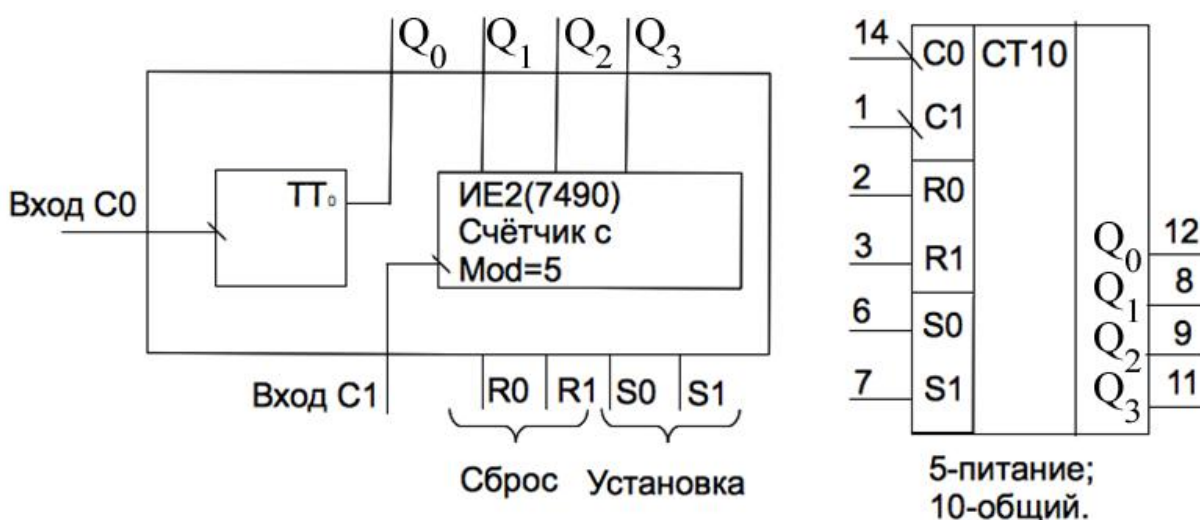 Q0 Q1 Q2 Q3
Вход C0
TT0
ИЕ2(7490)
Счётчик с
Mod=5
Вход C1
R0 R1 S0 S1
Сброс Установка
14 C0 CT10
1 C1
2 R0
3 R1
6 S0
7 S1
Q0 12
Q1 8
Q2 9
Q3 11
5-питание;
10-общий.